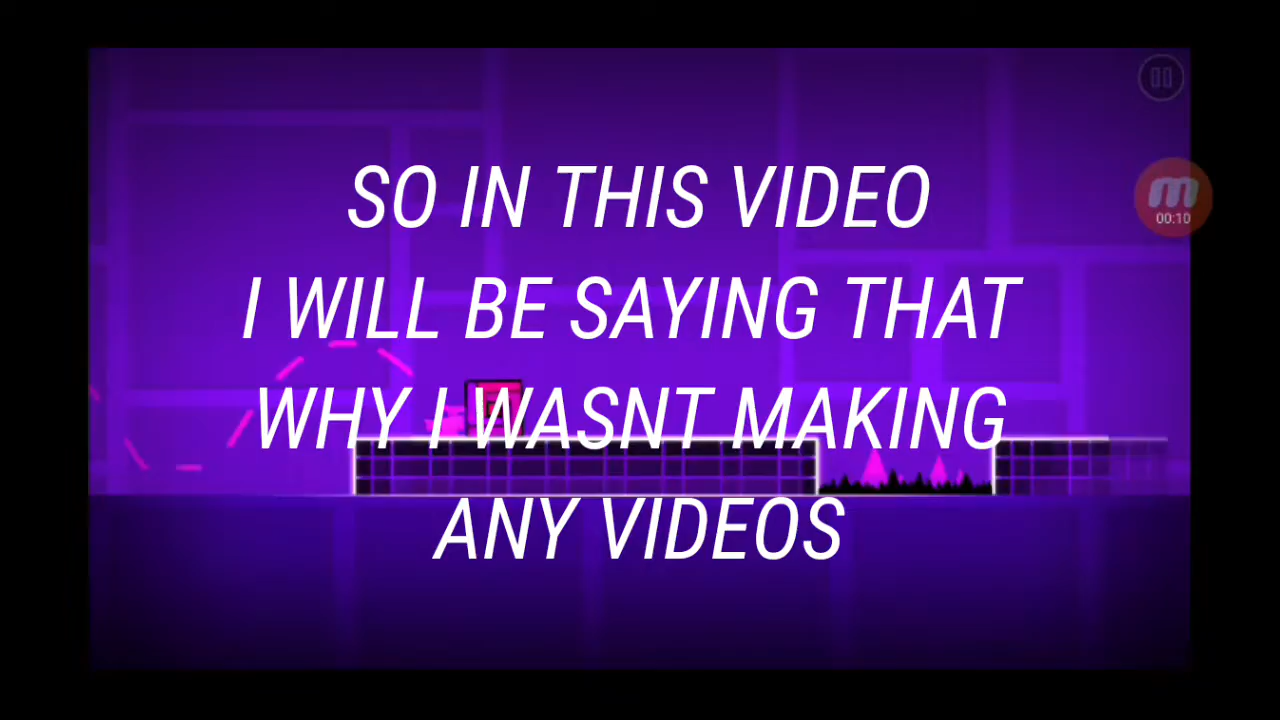 SO IN THIS VIDEO
I WILL BE SAYING THAT
WHY I WASNT MAKING
ANY VIDEOS
m
00:10